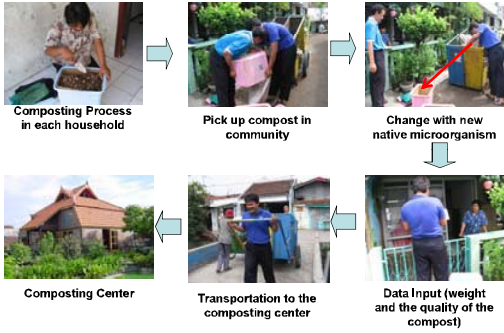 Composting Process
in each household
Pick up compost in
community
Change with new
native microorganism
Data Input (weight
and the quality of the
compost)
Transportation to the
composting center
Composting Center